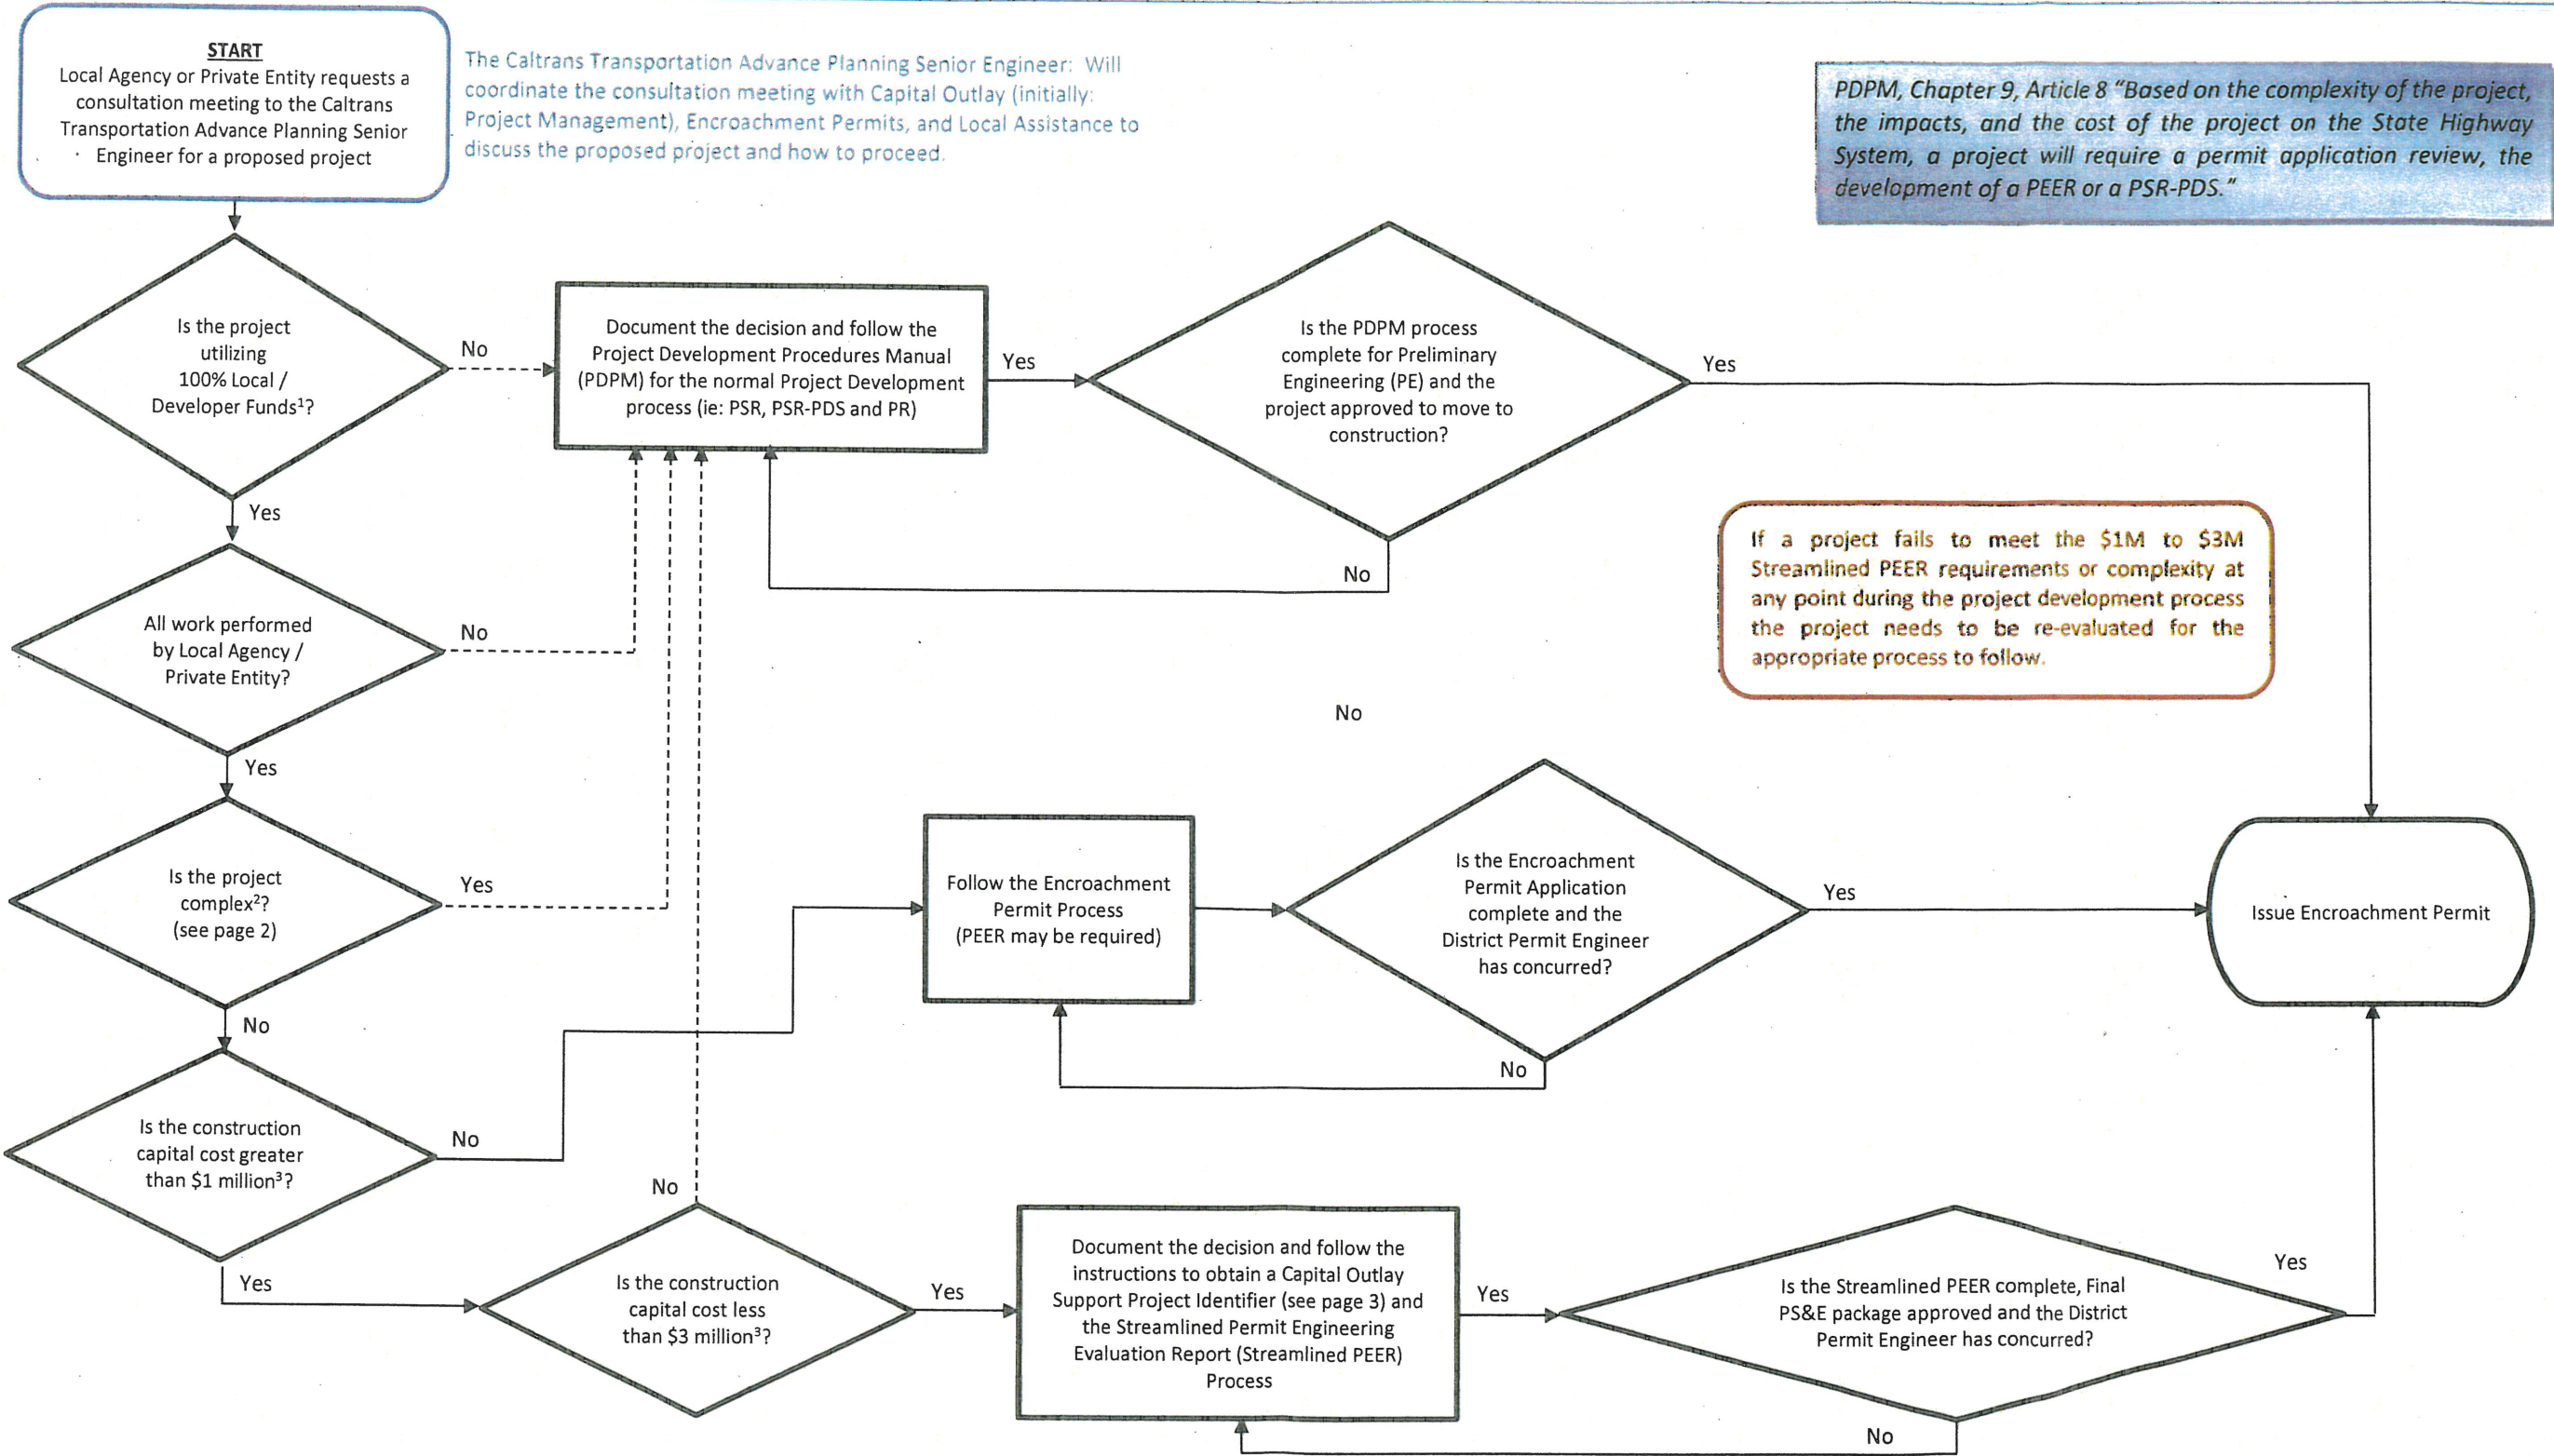 START
Local Agency or Private Entity requests a
consultation meeting to the Caltrans
Transportation Advance Planning Senior
Engineer for a proposed project
The Caltrans Transportation Advance Planning Senior Engineer: Will
coordinate the consultation meeting with Capital Outlay (initially:
Project Management), Encroachment Permits, and Local Assistance to
discuss the proposed project and how to proceed.
PDPM, Chapter 9, Article 8 “Based on the complexity of the project,
the impacts, and the cost of the project on the State Highway
System, a project will require a permit application review, the
development of a PEER or a PSR-PDS.”
Is the project
utilizing
100% Local /
Developer Funds¹?
No
Document the decision and follow the
Project Development Procedures Manual
(PDPM) for the normal Project Development
process (ie: PSR, PSR-PDS and PR)
Yes
Is the PDPM process
complete for Preliminary
Engineering (PE) and the
project approved to move to
construction?
Yes
Yes
No
If a project fails to meet the $1M to $3M
Streamlined PEER requirements or complexity at
any point during the project development process
the project needs to be re-evaluated for the
appropriate process to follow.
All work performed
by Local Agency /
Private Entity?
No
No
Yes
Is the project
complex²?
(see page 2)
Yes
Follow the Encroachment
Permit Process
(PEER may be required)
Is the Encroachment
Permit Application
complete and the
District Permit Engineer
has concurred?
Yes
Issue Encroachment Permit
No
No
Is the construction
capital cost greater
than $1 million³?
No
Yes
No
Is the construction
capital cost less
than $3 million³?
Yes
Document the decision and follow the
instructions to obtain a Capital Outlay
Support Project Identifier (see page 3) and
the Streamlined Permit Engineering
Evaluation Report (Streamlined PEER)
Process
Yes
Is the Streamlined PEER complete, Final
PS&E package approved and the District
Permit Engineer has concurred?
Yes
No